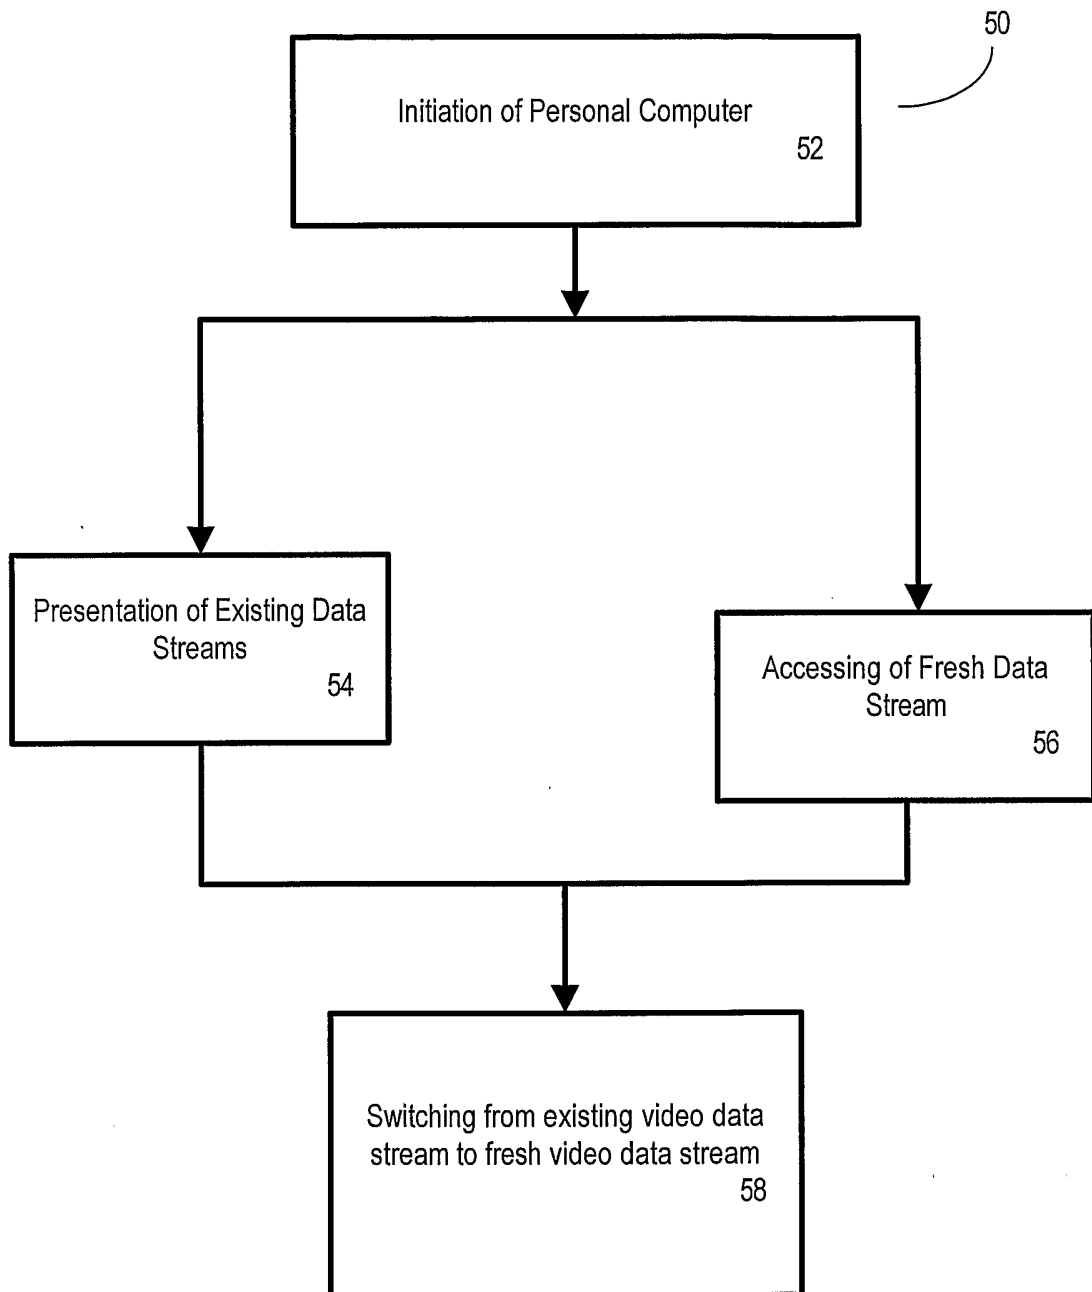 50
Initiation of Personal Computer
52
Presentation of Existing Data
Streams
54
Accessing of Fresh Data
Stream
56
Switching from existing video data
stream to fresh video data stream
58